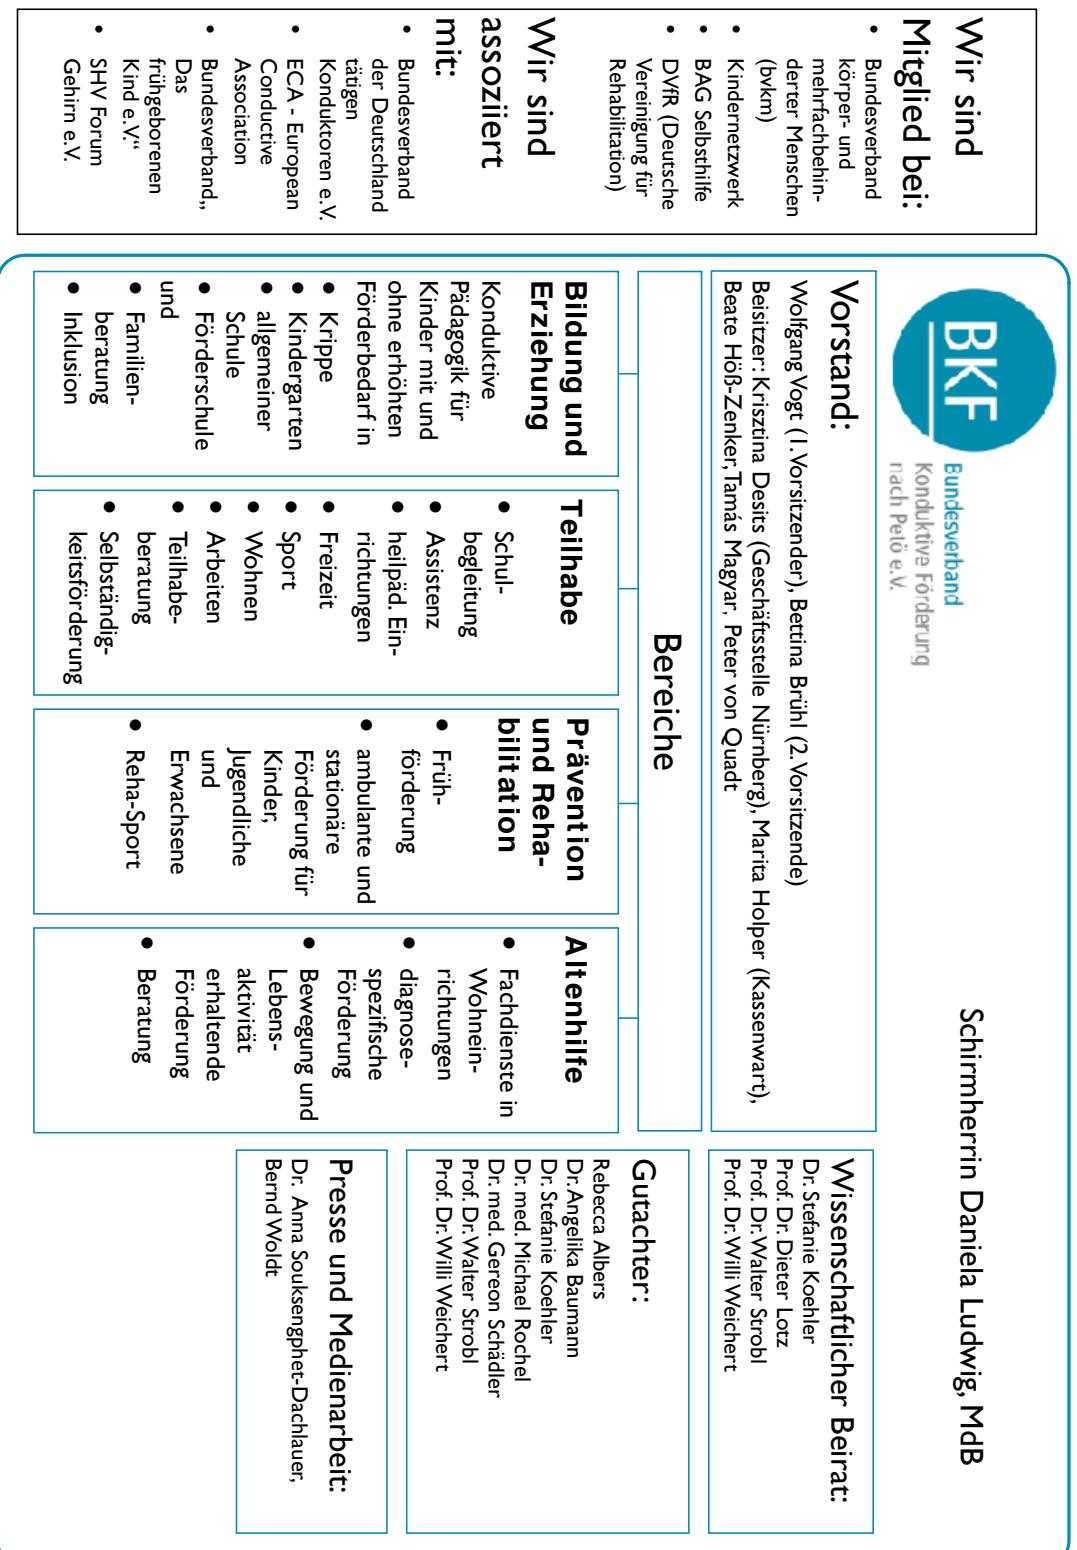 Wir sind
Mitglied bei:
• Bundesverband
körper- und
mehrfachbehin-
derter Menschen
(bvkm)
• Kindernetzwerk
• BAG Selbsthilfe
• DVfR (Deutsche
Vereinigung für
Rehabilitation)
Wir sind
assoziiert
mit:
• Bundesverband
der Deutschland
tätigen
Konduktoren e.V.
• ECA - European
Conductive
Association
• Bundesverband„
Das
frühgeborenen
Kind e.V.“
• SHV Forum
Gehirn e.V.
BKF
Bundesverband
Konduktive Förderung
nach Petö e.V.
Schirmherrin Daniela Ludwig, MdB
Vorstand:
Wolfgang Vogt (1. Vorsitzender), Bettina Brühl (2. Vorsitzende)
Beisitzer: Krisztina Desits (Geschäftsstelle Nürnberg), Marita Holper (Kassenwart),
Beate Höß-Zenker, Tamás Magyar, Peter von Quadt
Bereiche
Bildung und
Erziehung
Konduktive
Pädagogik für
Kinder mit und
ohne erhöhten
Förderbedarf in
• Krippe
• Kindergarten
• allgemeiner
Schule
• Förderschule
und
• Familien-
beratung
• Inklusion
Teilhabe
• Schul-
begleitung
• Assistenz
• heilpäd. Ein-
richtungen
• Freizeit
• Sport
• Wohnen
• Arbeiten
• Teilhabe-
beratung
• Selbständig-
keitsförderung
Prävention
und Reha-
bilitation
• Früh-
förderung
• ambulante und
stationäre
Förderung für
Kinder,
Jugendliche
und
Erwachsene
• Reha-Sport
Altenhilfe
• Fachdienste in
Wohnein-
richtungen
• diagnose-
spezifische
Förderung
• Bewegung und
Lebens-
aktivität
erhaltende
Förderung
• Beratung
Wissenschaftlicher Beirat:
Dr. Stefanie Koehler
Prof. Dr. Dieter Lotz
Prof. Dr. Walter Strobl
Prof. Dr. Willi Weichert
Gutachter:
Rebecca Albers
Dr. Angelika Baumann
Dr. Stefanie Koehler
Dr. med. Michael Rochel
Dr. med. Gereon Schädler
Prof. Dr. Walter Strobl
Prof. Dr. Willi Weichert
Presse und Medienarbeit:
Dr. Anna Souksengphet-Dachlauer,
Bernd Woldt